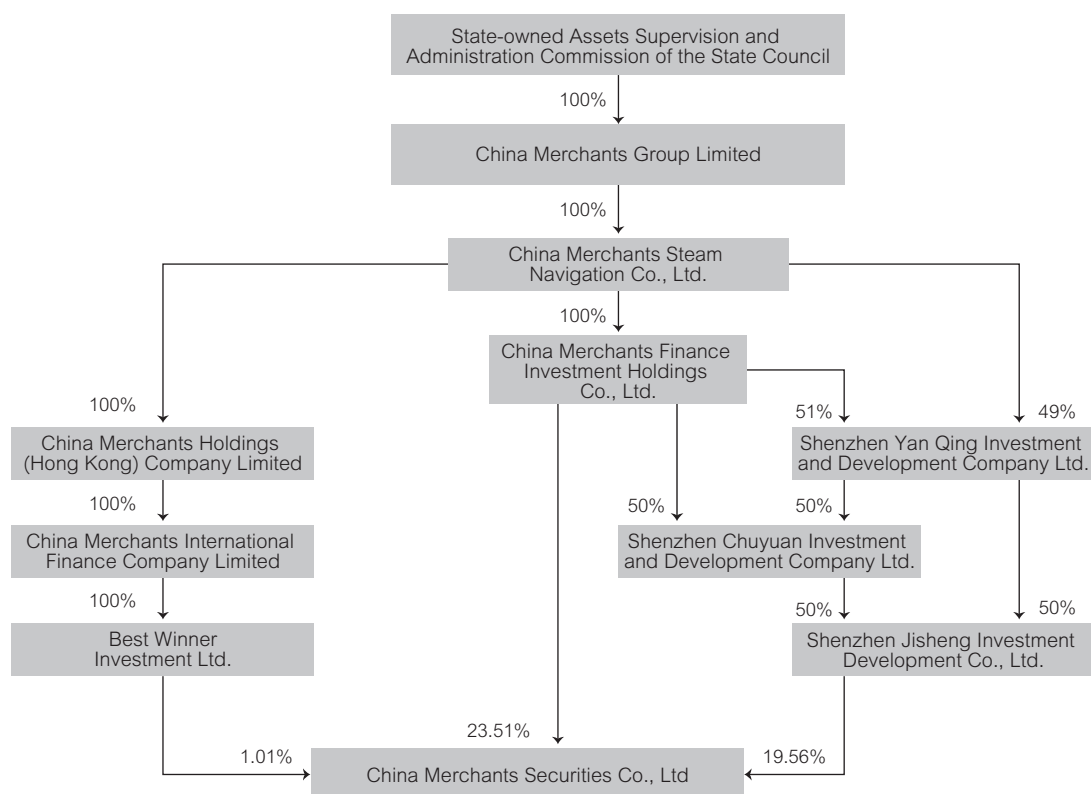 State-owned Assets Supervision and
Administration Commission of the State Council
100%
China Merchants Group Limited
100%
China Merchants Steam
Navigation Co., Ltd.
100%
China Merchants Finance
Investment Holdings
Co., Ltd.
100%
51%
49%
China Merchants Holdings
(Hong Kong) Company Limited
Shenzhen Yan Qing Investment
and Development Company Ltd.
100%
50%
50%
China Merchants International
Finance Company Limited
Shenzhen Chuyuan Investment
and Development Company Ltd.
100%
50%
50%
Best Winner
Investment Ltd.
Shenzhen Jisheng Investment
Development Co., Ltd.
1.01%
23.51%
19.56%
China Merchants Securities Co., Ltd